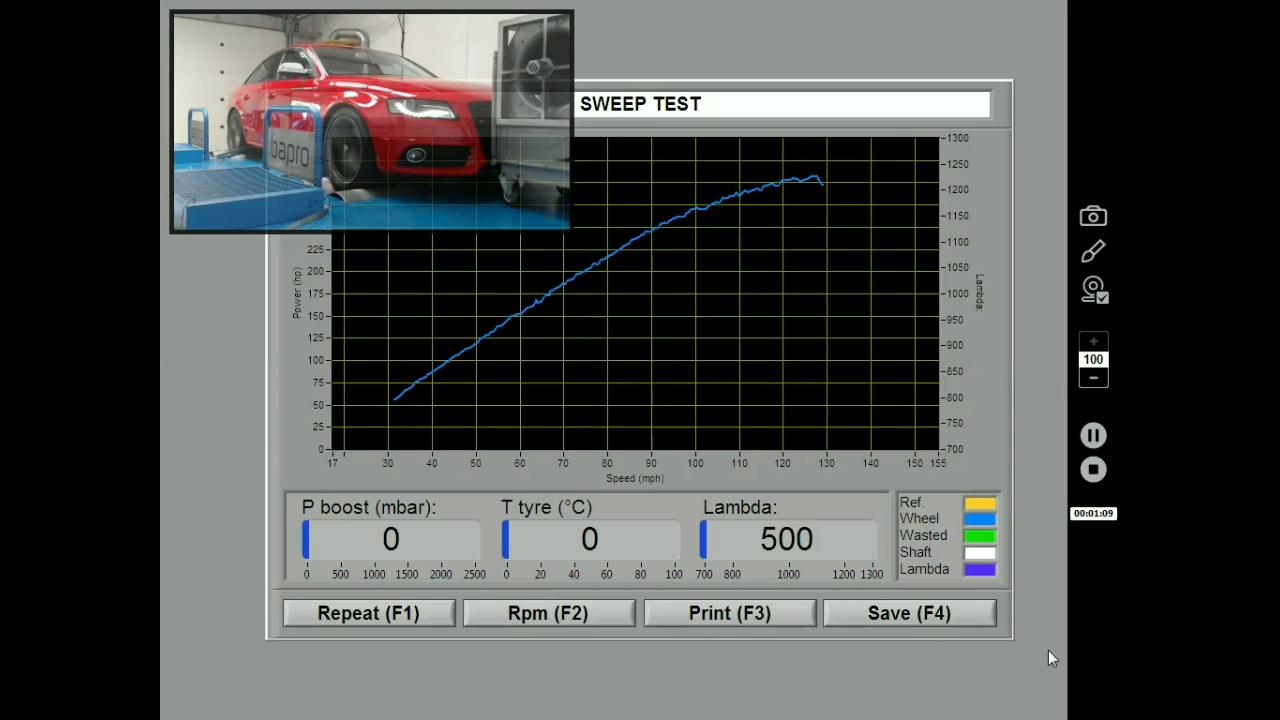 SWEEP TEST
bapro
1300
1250
1200
1150
1100
1050
1000
950
900
850
800
750
700
Lambda:
225
200
175
150
125
100
75
50
25
0
Power (hp)
17 30 40 50 60 70 80 90 100 110 120 130 140 150 155
Speed (mph)
P boost (mbar): T tyre (°C) Lambda:
0 0 500
0 500 1000 1500 2000 2500 0 20 40 60 80 100 700 800 1000 1200 1300
Ref.
Wheel
Wasted
Shaft
Lambda
Repeat (F1) Rpm (F2) Print (F3) Save (F4)
+
100
−
00:01:09